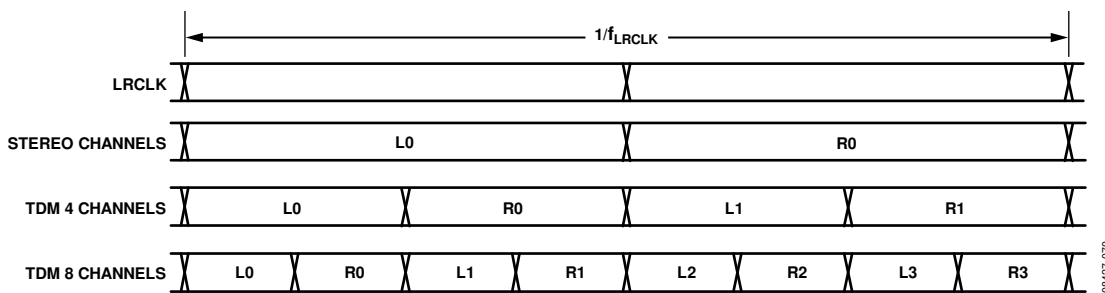 1/fLRCLK
LRCLK
STEREO CHANNELS L0 R0
TDM 4 CHANNELS L0 R0 L1 R1
TDM 8 CHANNELS L0 R0 L1 R1 L2 R2 L3 R3